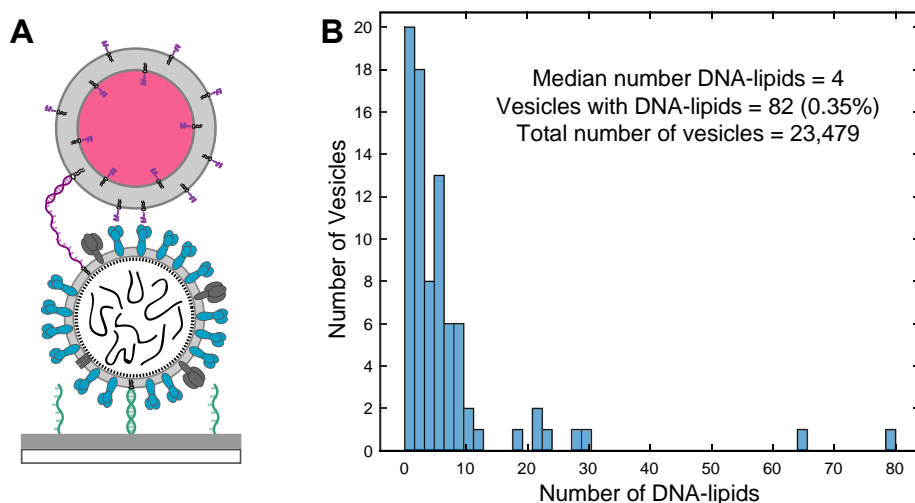 A
B
Median number DNA-lipids = 4
Vesicles with DNA-lipids = 82 (0.35%)
Total number of vesicles = 23,479
Number of Vesicles
20
18
16
14
12
10
8
6
4
2
0
0 10 20 30 40 50 60 70 80
Number of DNA-lipids